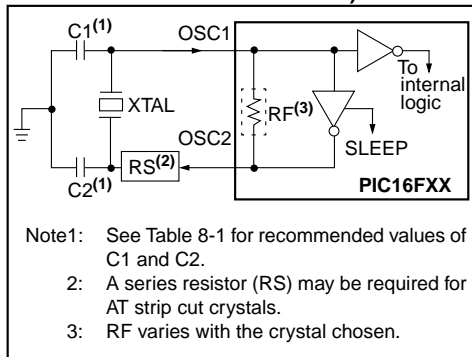 C1(1)
OSC1
To
internal
logic
XTAL
RF(3)
OSC2
SLEEP
C2(1)
RS(2)
PIC16FXX
Note1: See Table 8-1 for recommended values of
C1 and C2.
2: A series resistor (RS) may be required for
AT strip cut crystals.
3: RF varies with the crystal chosen.